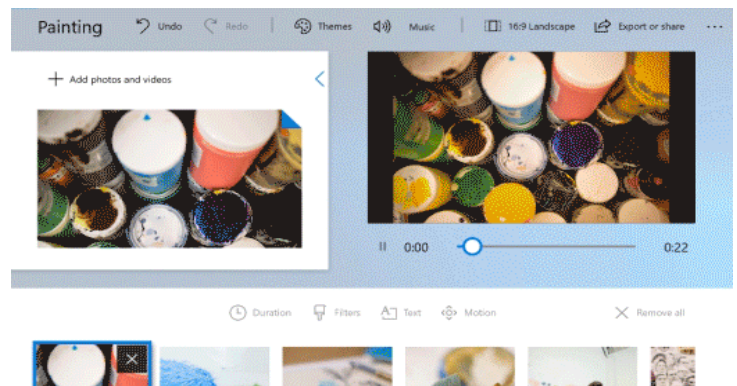 Painting Undo Redo Themes Music 16:9 Landscape Export or share ...
Add photos and videos
0:00 0:22
Duration Filters Text Motion Remove all